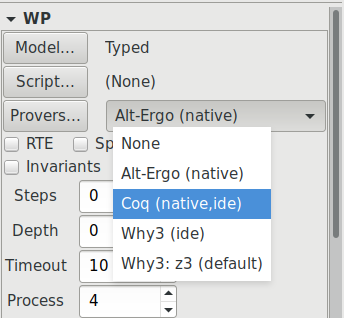 WP
Model... Typed
Script... (None)
Provers... Alt-Ergo (native)
None
RTE Sp
Alt-Ergo (native)
Invariants
Steps 0
Coq (native,ide)
Depth 0
Why3 (ide)
Timeout 10
Why3: z3 (default)
Process 4